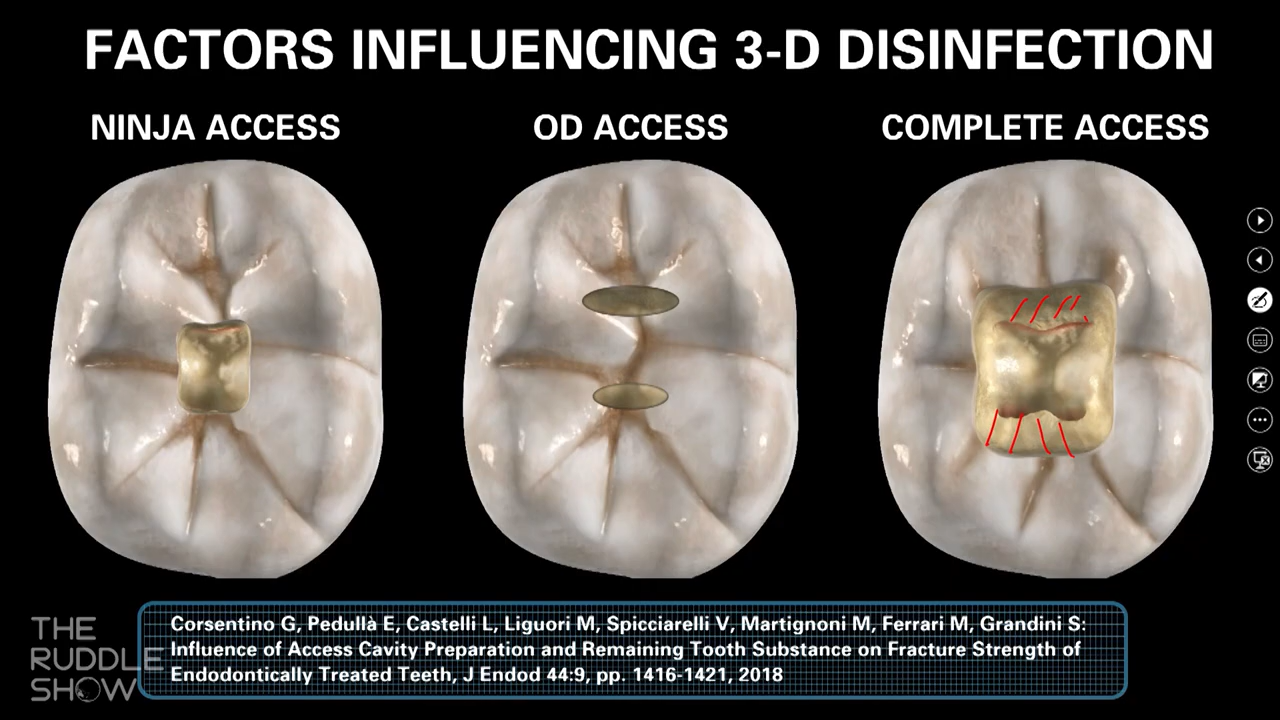 FACTORS INFLUENCING 3-D DISINFECTION
NINJA ACCESS
OD ACCESS
COMPLETE ACCESS
Corsentino G, Pedullà E, Castelli L, Liguori M, Spicciarelli V, Martignoni M, Ferrari M, Grandini S:
Influence of Access Cavity Preparation and Remaining Tooth Substance on Fracture Strength of
Endodontically Treated Teeth, J Endod 44:9, pp. 1416-1421, 2018
THE
RUDDLE
SHOW